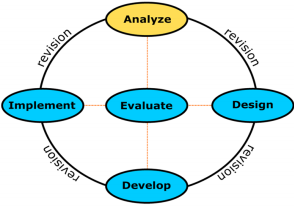 Analyze
revision
revision
Implement
Evaluate
Design
revision
revision
Develop